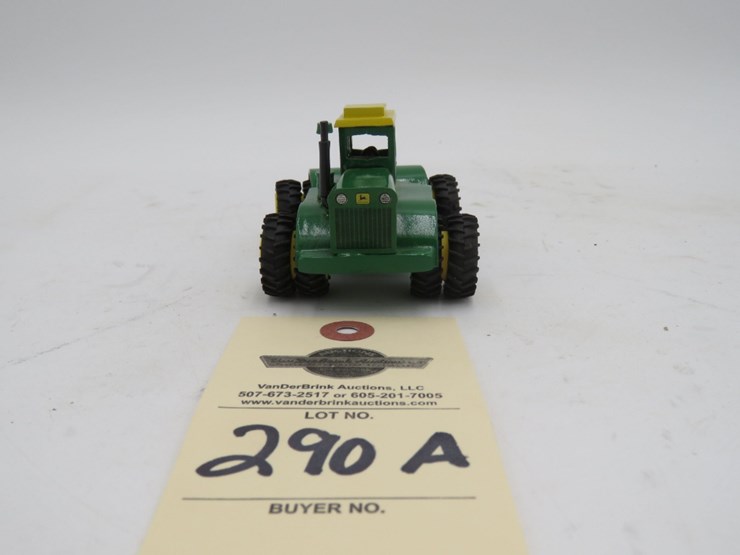 VanDerBrink Auctions, LLC
507-673-2517 or 605-201-7005
www.vanderbrinkauctions.com
LOT NO.
290 A
BUYER NO.